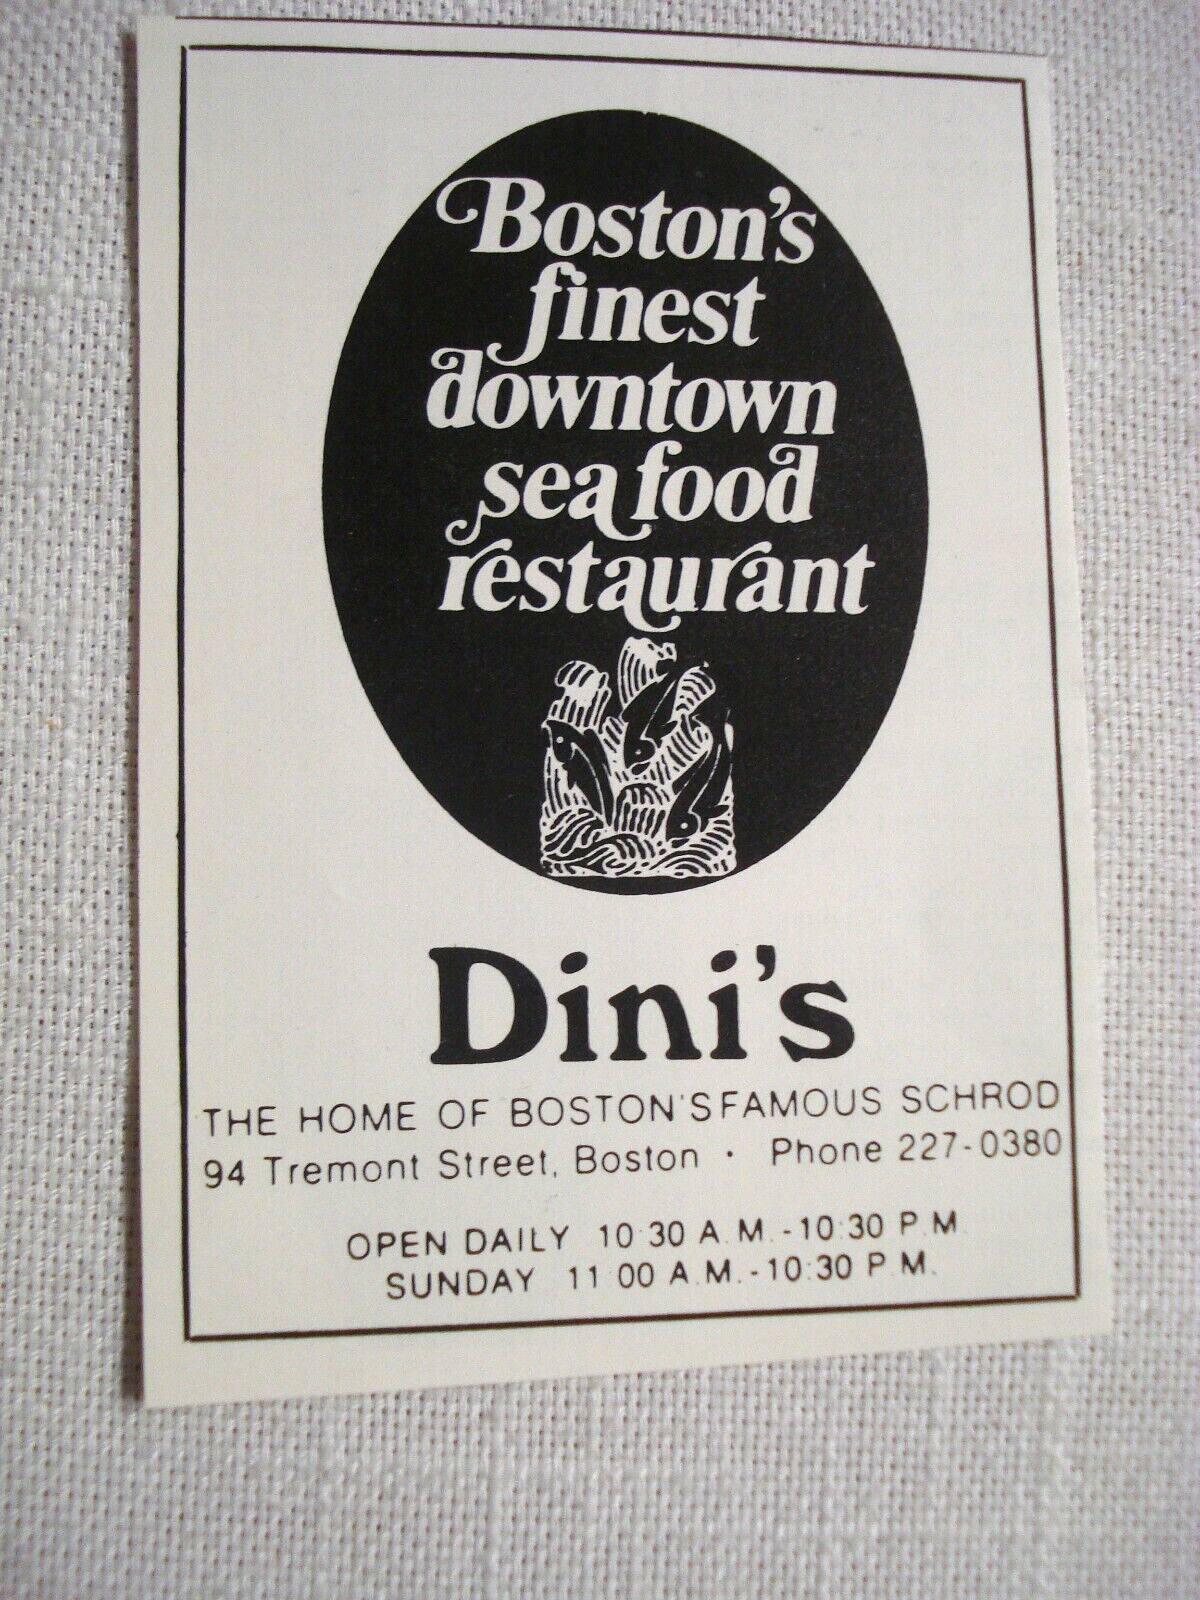 Boston's
finest
downtown
sea food
restaurant
Dini's
THE HOME OF BOSTON'S FAMOUS SCHROD
94 Tremont Street, Boston · Phone 227-0380
OPEN DAILY 10:30 A.M.-10:30 P.M.
SUNDAY 11:00 A.M.-10:30 P.M.